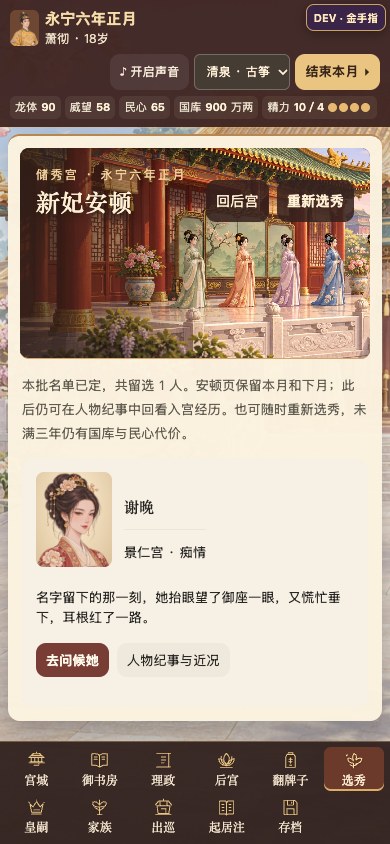 永宁六年正月
DEV · 金手指
萧彻 · 18岁
♪ 开启声音
清泉 · 古筝
结束本月
龙体 90
威望 58
民心 65
国库 900 万两
精力 10 / 4
储秀宫 · 永宁六年正月
新妃安顿
回后宫
重新选秀
本批名单已定，共留选 1 人。安顿页保留本月和下月；此
后仍可在人物纪事中回看入宫经历。也可随时重新选秀，未
满三年仍有国库与民心代价。
谢晚
景仁宫 · 痴情
名字留下的那一刻，她抬眼望了御座一眼，又慌忙垂
下，耳根红了一路。
去问候她
人物纪事与近况
宫城
御书房
理政
后宫
翻牌子
选秀
皇嗣
家族
出巡
起居注
存档